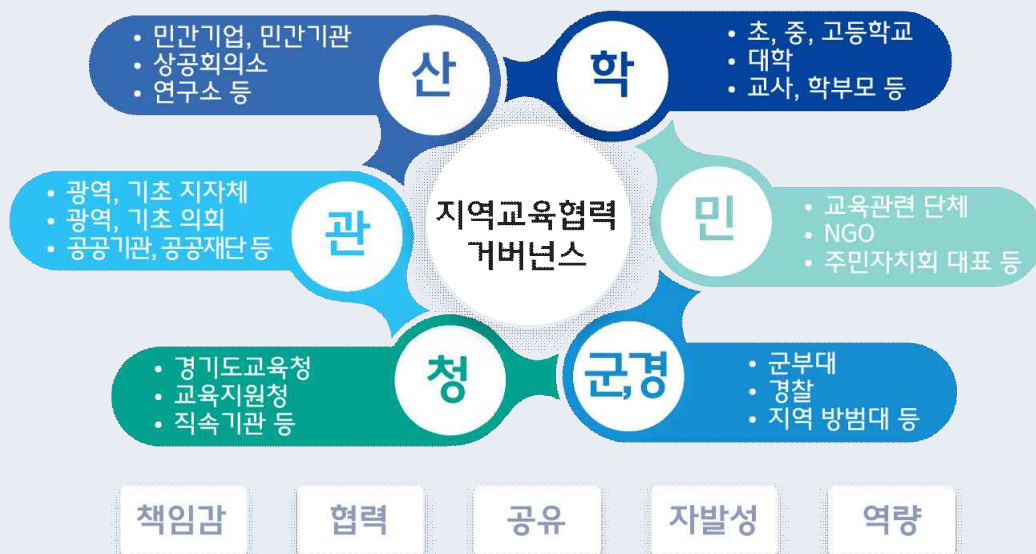 • 민간기업, 민간기관
• 상공회의소
• 연구소 등
산
학
• 초, 중, 고등학교
• 대학
• 교사, 학부모 등
• 광역, 기초 지자체
• 광역, 기초 의회
• 공공기관, 공공재단 등
관
지역교육협력
거버넌스
민
• 교육관련 단체
• NGO
• 주민자치회 대표 등
• 경기도교육청
• 교육지원청
• 직속기관 등
청
군,경
• 군부대
• 경찰
• 지역 방범대 등
책임감
협력
공유
자발성
역량